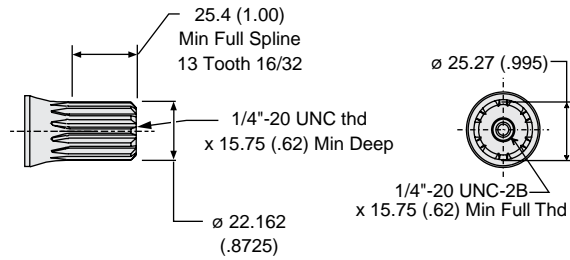 25.4 (1.00)
Min Full Spline
13 Tooth 16/32
1/4"-20 UNC thd
x 15.75 (.62) Min Deep
ø 22.162
(.8725)
ø 25.27 (.995)
1/4"-20 UNC-2B
x 15.75 (.62) Min Full Thd